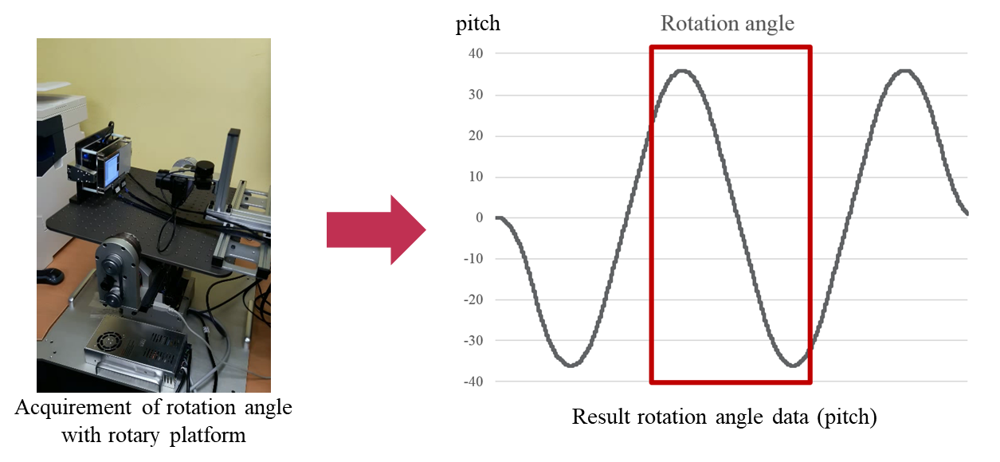 pitch
Rotation angle
40
30
20
10
0
-10
-20
-30
-40
Acquirement of rotation angle
with rotary platform
Result rotation angle data (pitch)